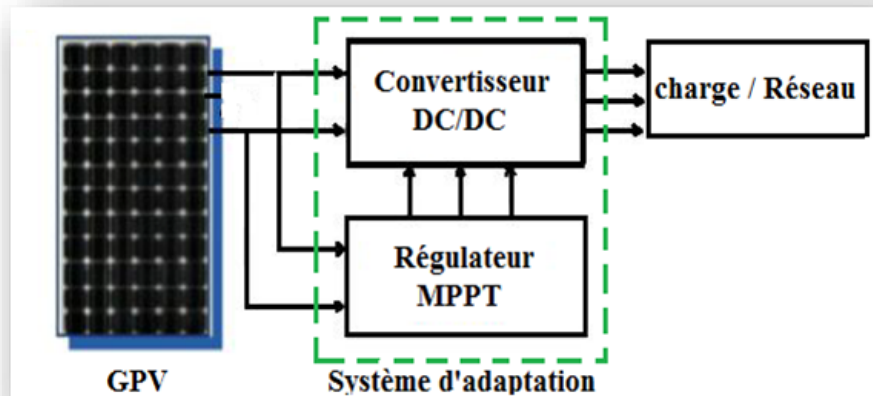 Convertisseur
DC/DC
charge / Réseau
Régulateur
MPPT
GPV
Système d'adaptation